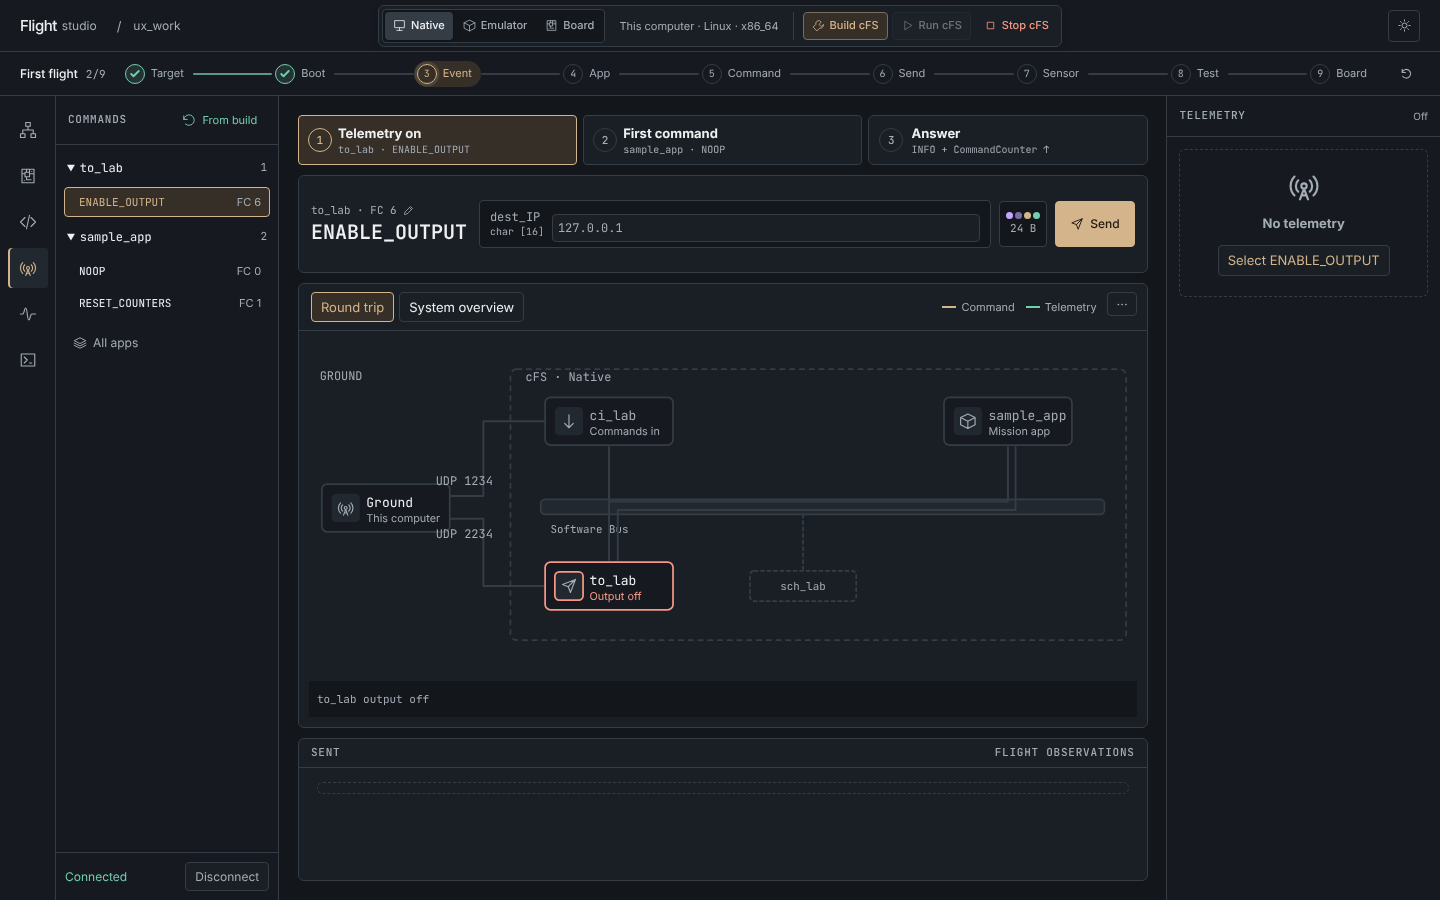 Flight studio / ux_work
Native Emulator Board This computer · Linux · x86_64 Build cFS Run cFS Stop cFS
First flight 2/9 Target Boot 3 Event 4 App 5 Command 6 Send 7 Sensor 8 Test 9 Board
COMMANDS From build
to_lab 1
ENABLE_OUTPUT FC 6
sample_app 2
NOOP FC 0
RESET_COUNTERS FC 1
All apps
Connected Disconnect
1 Telemetry on
to_lab · ENABLE_OUTPUT
2 First command
sample_app · NOOP
3 Answer
INFO + CommandCounter ↑
to_lab · FC 6
ENABLE_OUTPUT
dest_IP
char [16]
127.0.0.1
24 B
Send
Round trip System overview Command Telemetry ...
GROUND
cFS · Native
ci_lab
Commands in
sample_app
Mission app
UDP 1234
Ground
This computer
UDP 2234
Software Bus
to_lab
Output off
sch_lab
to_lab output off
SENT FLIGHT OBSERVATIONS
TELEMETRY Off
No telemetry
Select ENABLE_OUTPUT